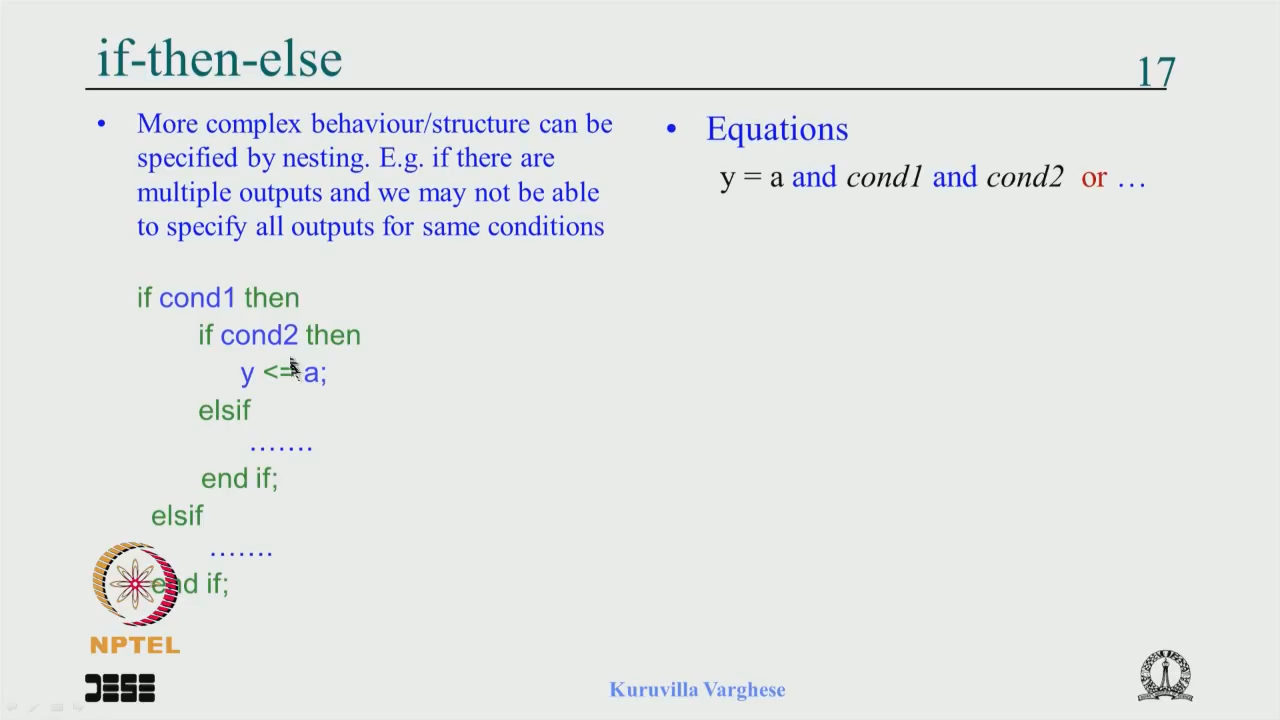 if-then-else
17
• More complex behaviour/structure can be
specified by nesting. E.g. if there are
multiple outputs and we may not be able
to specify all outputs for same conditions
if cond1 then
if cond2 then
y <= a;
elsif
…….
end if;
elsif
…….
end if;
• Equations
y = a and cond1 and cond2 or …
NPTEL
DESE
Kuruvilla Varghese